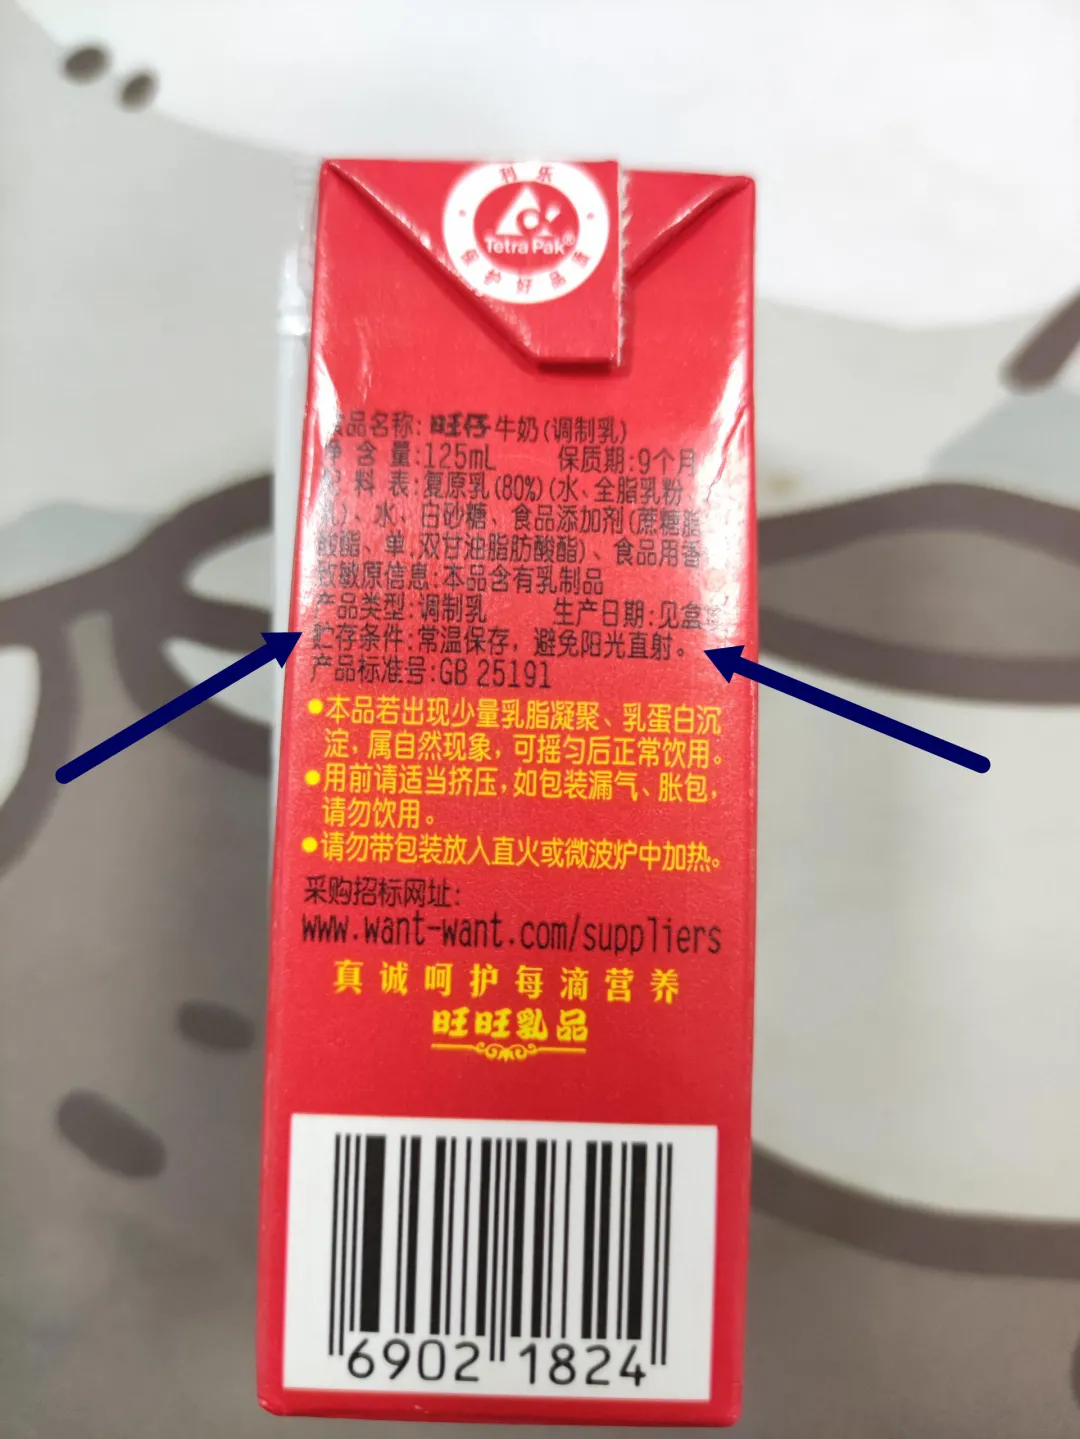 利乐
Tetra Pak®
保护好品质
食品名称:旺仔牛奶(调制乳)
净含量:125mL 保质期:9个月
配料表:复原乳(80%)(水、全脂乳粉
乳)、水、白砂糖、食品添加剂(蔗糖脂
酸酯、单,双甘油脂肪酸酯)、食品用香
致敏原信息:本品含有乳制品
产品类型:调制乳 生产日期:见盒
贮存条件:常温保存，避免阳光直射。
产品标准号:GB 25191
●本品若出现少量乳脂凝聚、乳蛋白沉
淀，属自然现象，可摇匀后正常饮用。
●用前请适当挤压，如包装漏气、胀包，
请勿饮用。
●请勿带包装放入直火或微波炉中加热。
采购招标网址:
www.want-want.com/suppliers
真诚呵护每滴营养
旺旺乳品
6902 1824